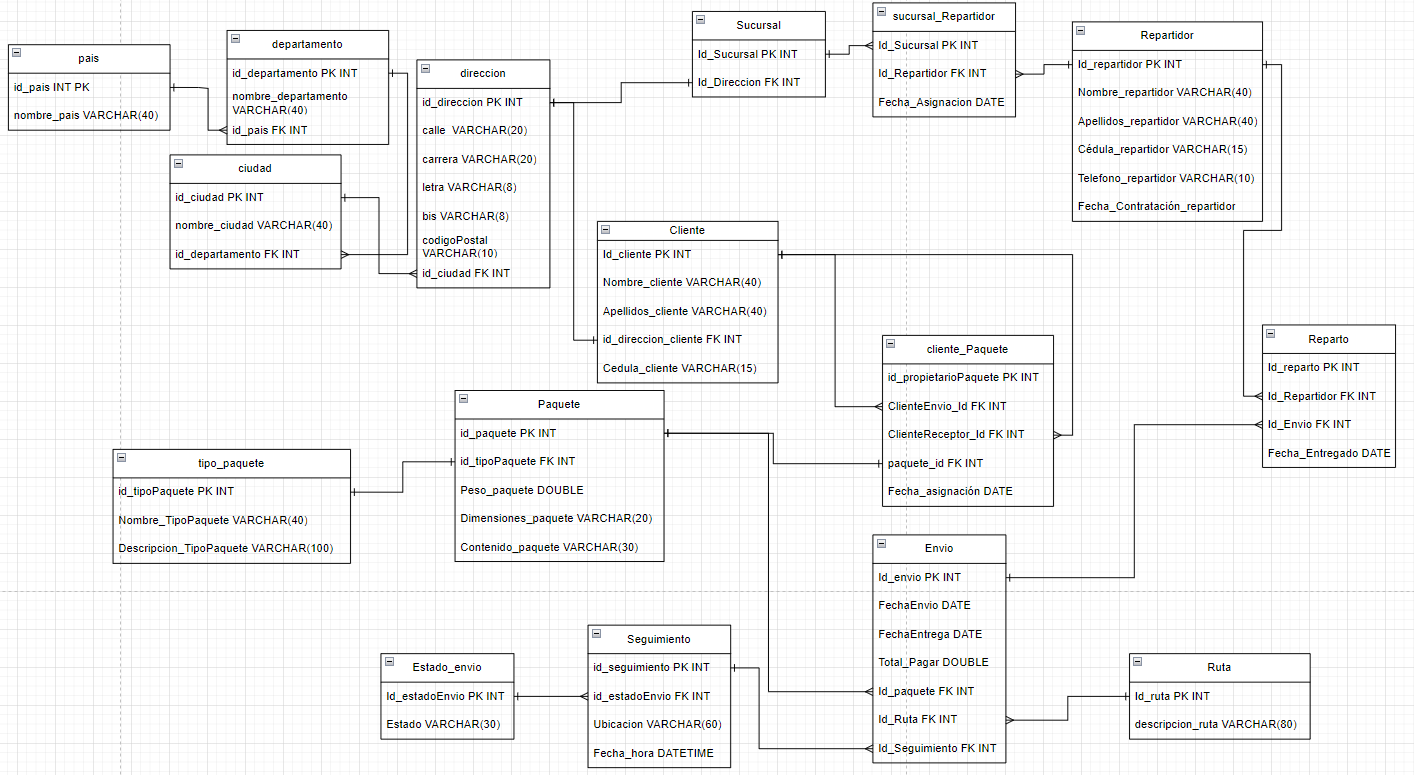 pais
id_pais INT PK
nombre_pais VARCHAR(40)
departamento
id_departamento PK INT
nombre_departamento
VARCHAR(40)
id_pais FK INT
ciudad
id_ciudad PK INT
nombre_ciudad VARCHAR(40)
id_departamento FK INT
direccion
id_direccion PK INT
calle VARCHAR(20)
carrera VARCHAR(20)
letra VARCHAR(8)
bis VARCHAR(8)
codigoPostal
VARCHAR(10)
id_ciudad FK INT
Sucursal
Id_Sucursal PK INT
Id_Direccion FK INT
sucursal_Repartidor
Id_Sucursal PK INT
Id_Repartidor FK INT
Fecha_Asignacion DATE
Repartidor
Id_repartidor PK INT
Nombre_repartidor VARCHAR(40)
Apellidos_repartidor VARCHAR(40)
Cédula_repartidor VARCHAR(15)
Telefono_repartidor VARCHAR(10)
Fecha_Contratación_repartidor
Cliente
Id_cliente PK INT
Nombre_cliente VARCHAR(40)
Apellidos_cliente VARCHAR(40)
id_direccion_cliente FK INT
Cedula_cliente VARCHAR(15)
cliente_Paquete
id_propietarioPaquete PK INT
ClienteEnvio_Id FK INT
ClienteReceptor_Id FK INT
paquete_id FK INT
Fecha_asignación DATE
Reparto
Id_reparto PK INT
Id_Repartidor FK INT
Id_Envio FK INT
Fecha_Entregado DATE
Paquete
id_paquete PK INT
id_tipoPaquete FK INT
Peso_paquete DOUBLE
Dimensiones_paquete VARCHAR(20)
Contenido_paquete VARCHAR(30)
tipo_paquete
id_tipoPaquete PK INT
Nombre_TipoPaquete VARCHAR(40)
Descripcion_TipoPaquete VARCHAR(100)
Envio
Id_envio PK INT
FechaEnvio DATE
FechaEntrega DATE
Total_Pagar DOUBLE
Id_paquete FK INT
Id_Ruta FK INT
Id_Seguimiento FK INT
Seguimiento
id_seguimiento PK INT
id_estadoEnvio FK INT
Ubicacion VARCHAR(60)
Fecha_hora DATETIME
Estado_envio
Id_estadoEnvio PK INT
Estado VARCHAR(30)
Ruta
Id_ruta PK INT
descripcion_ruta VARCHAR(80)